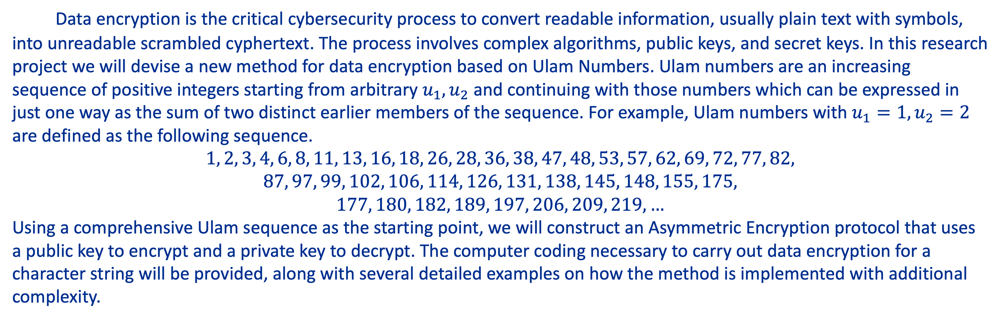 Data encryption is the critical cybersecurity process to convert readable information, usually plain text with symbols,
into unreadable scrambled cyphertext. The process involves complex algorithms, public keys, and secret keys. In this research
project we will devise a new method for data encryption based on Ulam Numbers. Ulam numbers are an increasing
sequence of positive integers starting from arbitrary u₁, u₂ and continuing with those numbers which can be expressed in
just one way as the sum of two distinct earlier members of the sequence. For example, Ulam numbers with u₁ = 1, u₂ = 2
are defined as the following sequence.
1, 2, 3, 4, 6, 8, 11, 13, 16, 18, 26, 28, 36, 38, 47, 48, 53, 57, 62, 69, 72, 77, 82,
87, 97, 99, 102, 106, 114, 126, 131, 138, 145, 148, 155, 175,
177, 180, 182, 189, 197, 206, 209, 219, ...
Using a comprehensive Ulam sequence as the starting point, we will construct an Asymmetric Encryption protocol that uses
a public key to encrypt and a private key to decrypt. The computer coding necessary to carry out data encryption for a
character string will be provided, along with several detailed examples on how the method is implemented with additional
complexity.